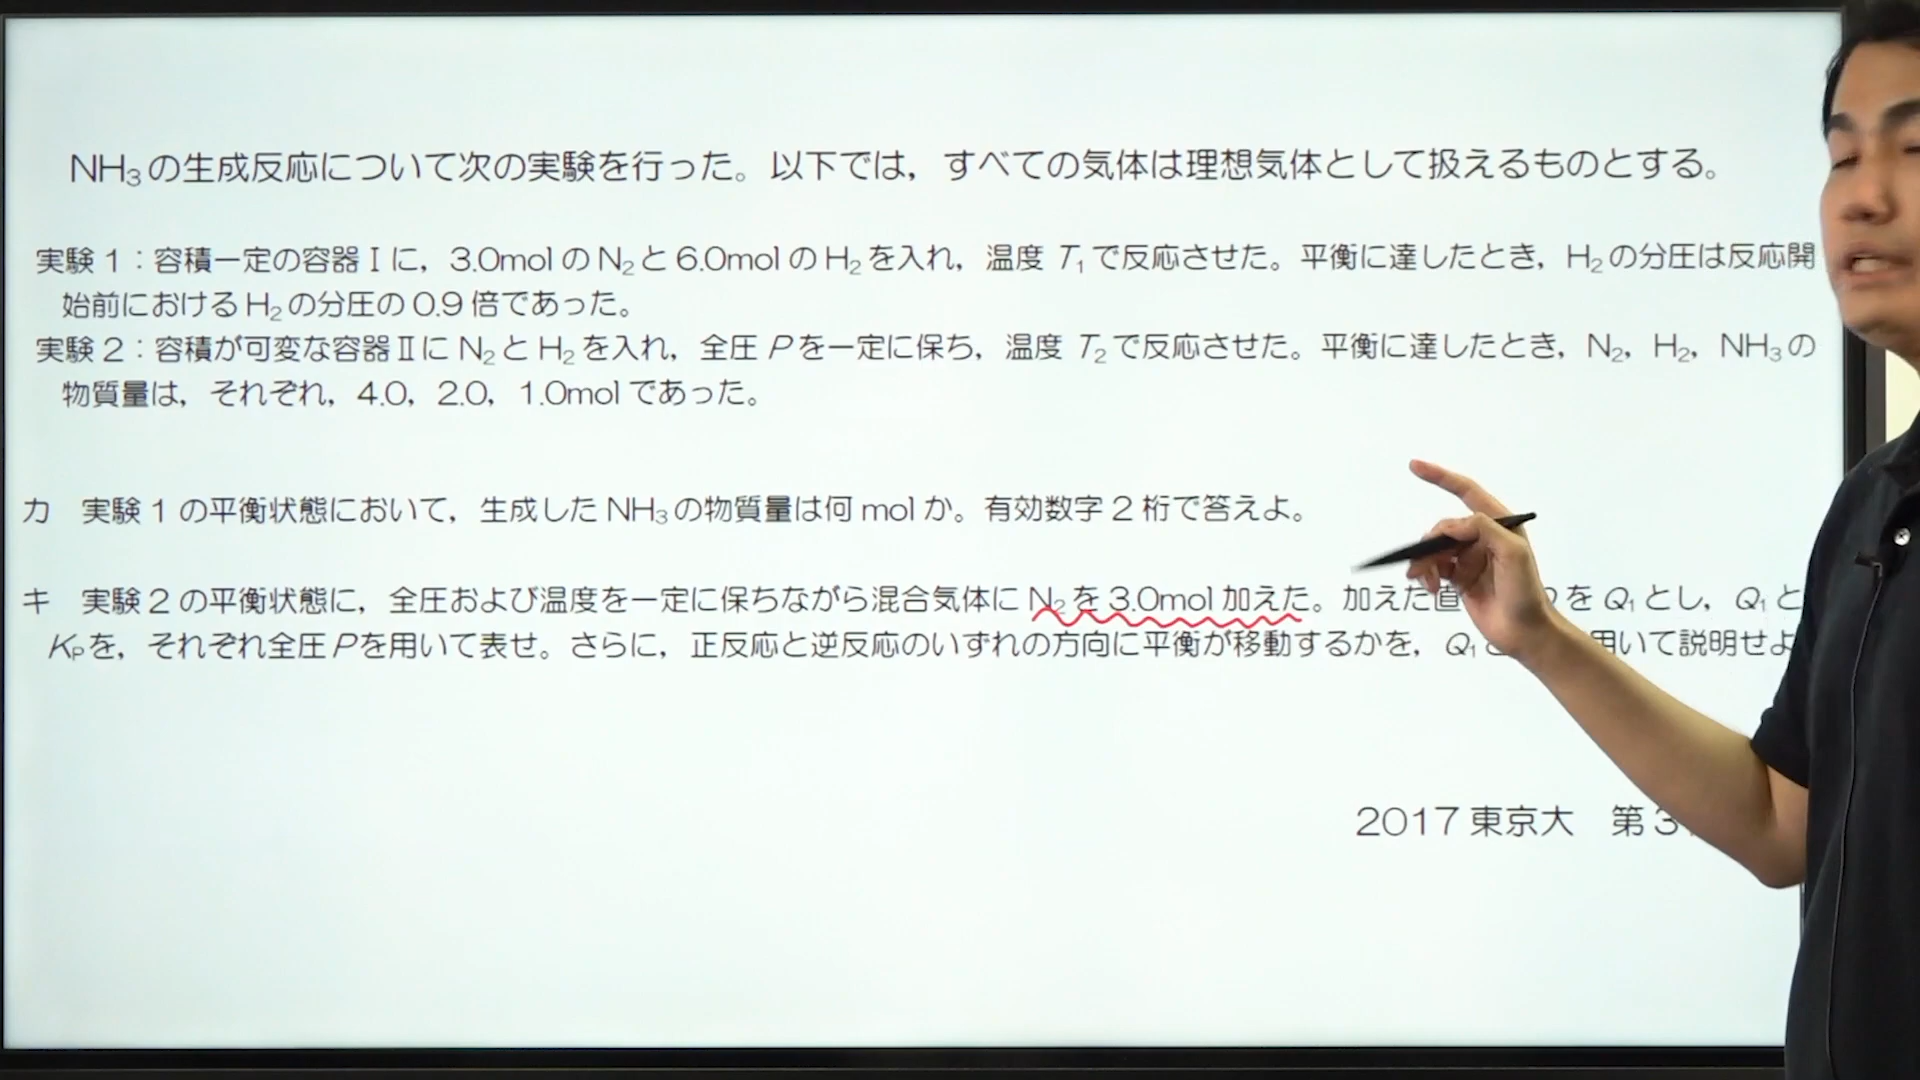 NH₃の生成反応について次の実験を行った。以下では，すべての気体は理想気体として扱えるものとする。
実験1：容積一定の容器Ⅰに，3.0molのN₂と6.0molのH₂を入れ，温度T₁で反応させた。平衡に達したとき，H₂の分圧は反応開
始前におけるH₂の分圧の0.9倍であった。
実験2：容積が可変な容器ⅡにN₂とH₂を入れ，全圧Pを一定に保ち，温度T₂で反応させた。平衡に達したとき，N₂，H₂，NH₃の
物質量は，それぞれ，4.0，2.0，1.0molであった。
カ　実験1の平衡状態において，生成したNH₃の物質量は何molか。有効数字2桁で答えよ。
キ　実験2の平衡状態に，全圧および温度を一定に保ちながら混合気体にN₂を3.0mol加えた。加えた直 をQ₁とし，Q₁と
Kₚを，それぞれ全圧Pを用いて表せ。さらに，正反応と逆反応のいずれの方向に平衡が移動するかを，Q₁ 用いて説明せよ
2017東京大　第3